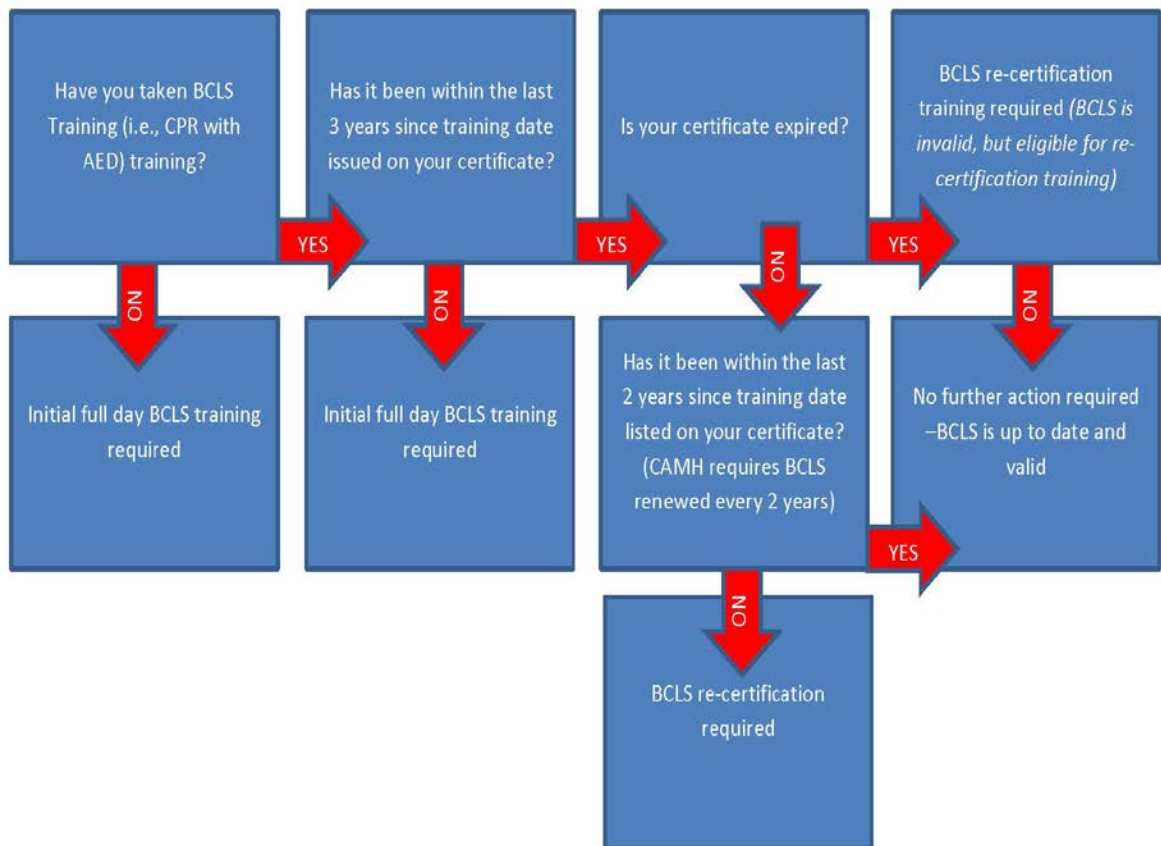 Have you taken BCLS
Training (i.e., CPR with
AED) training?
YES
NO
Has it been within the last
3 years since training date
issued on your certificate?
YES
NO
Is your certificate expired?
YES
NO
BCLS re-certification
training required (BCLS is
invalid, but eligible for re-
certification training)
NO
Initial full day BCLS training
required
Initial full day BCLS training
required
Has it been within the last
2 years since training date
listed on your certificate?
(CAMH requires BCLS
renewed every 2 years)
YES
NO
No further action required
–BCLS is up to date and
valid
BCLS re-certification
required